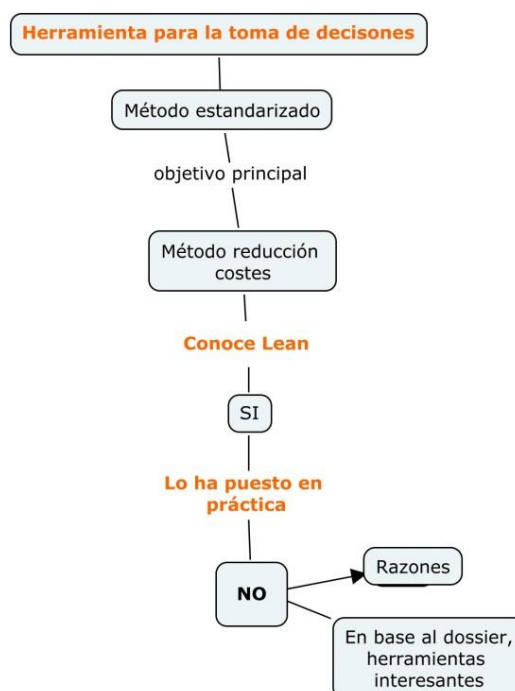 Herramienta para la toma de decisones
Método estandarizado
objetivo principal
Método reducción
costes
Conoce Lean
SI
Lo ha puesto en
práctica
NO
Razones
En base al dossier,
herramientas
interesantes